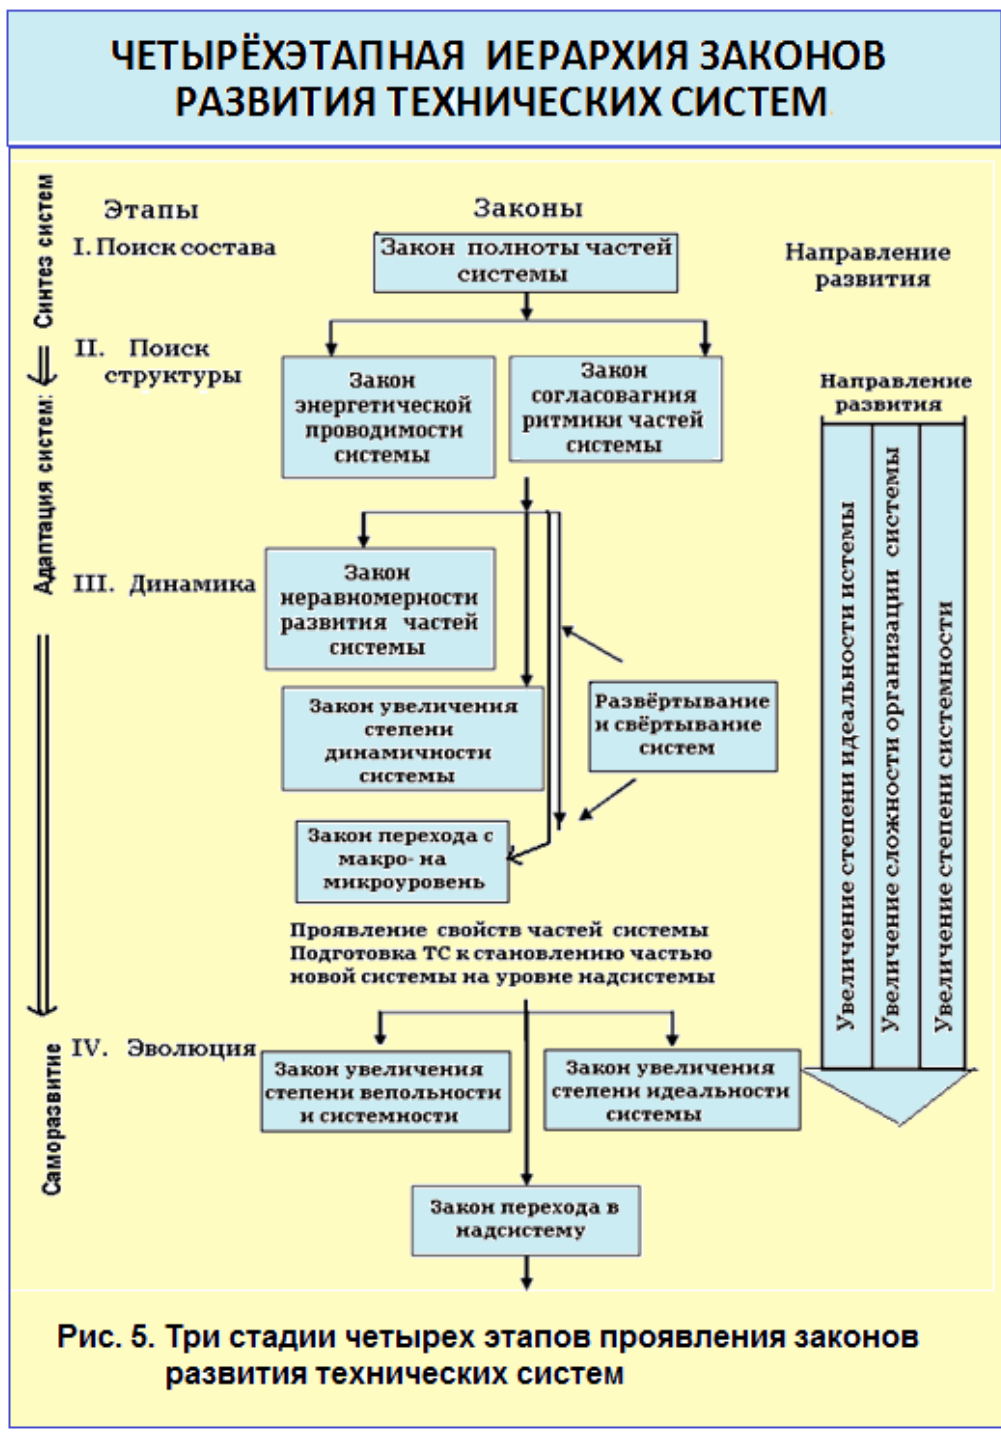 ЧЕТЫРЁХЭТАПНАЯ ИЕРАРХИЯ ЗАКОНОВ
РАЗВИТИЯ ТЕХНИЧЕСКИХ СИСТЕМ.
Этапы
Законы
Синтез систем
I. Поиск состава
Закон полноты частей
системы
Направление
развития
II. Поиск
структуры
Закон
энергетической
проводимости
системы
Закон
согласовагния
ритмики частей
системы
Направление
развития
Адаптация систем:
III. Динамика
Закон
неравномерности
развития частей
системы
Закон увеличения
степени
динамичности
системы
Развёртывание
и свёртывание
систем
Закон перехода с
макро- на
микроуровень
Увеличение степени идеальности истемы
Увеличение сложности организации системы
Увеличение степени системности
Проявление свойств частей системы
Подготовка ТС к становлению частью
новой системы на уровне надсистемы
Саморазвитие
IV. Эволюция
Закон увеличения
степени вепольности
и системности
Закон увеличения
степени идеальности
системы
Закон перехода в
надсистему
Рис. 5. Три стадии четырех этапов проявления законов
развития технических систем